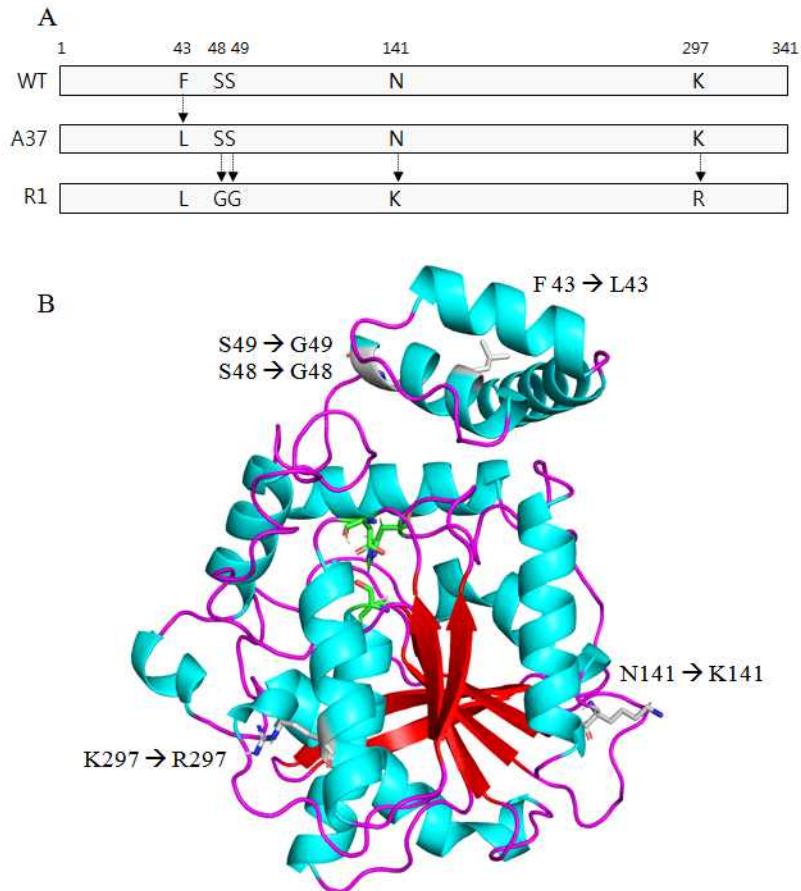 A
1 43 48 49 141 297 341
WT F SS N K
A37 L SS N K
R1 L GG K R
B
F 43 → L43
S49 → G49
S48 → G48
N141 → K141
K297 → R297